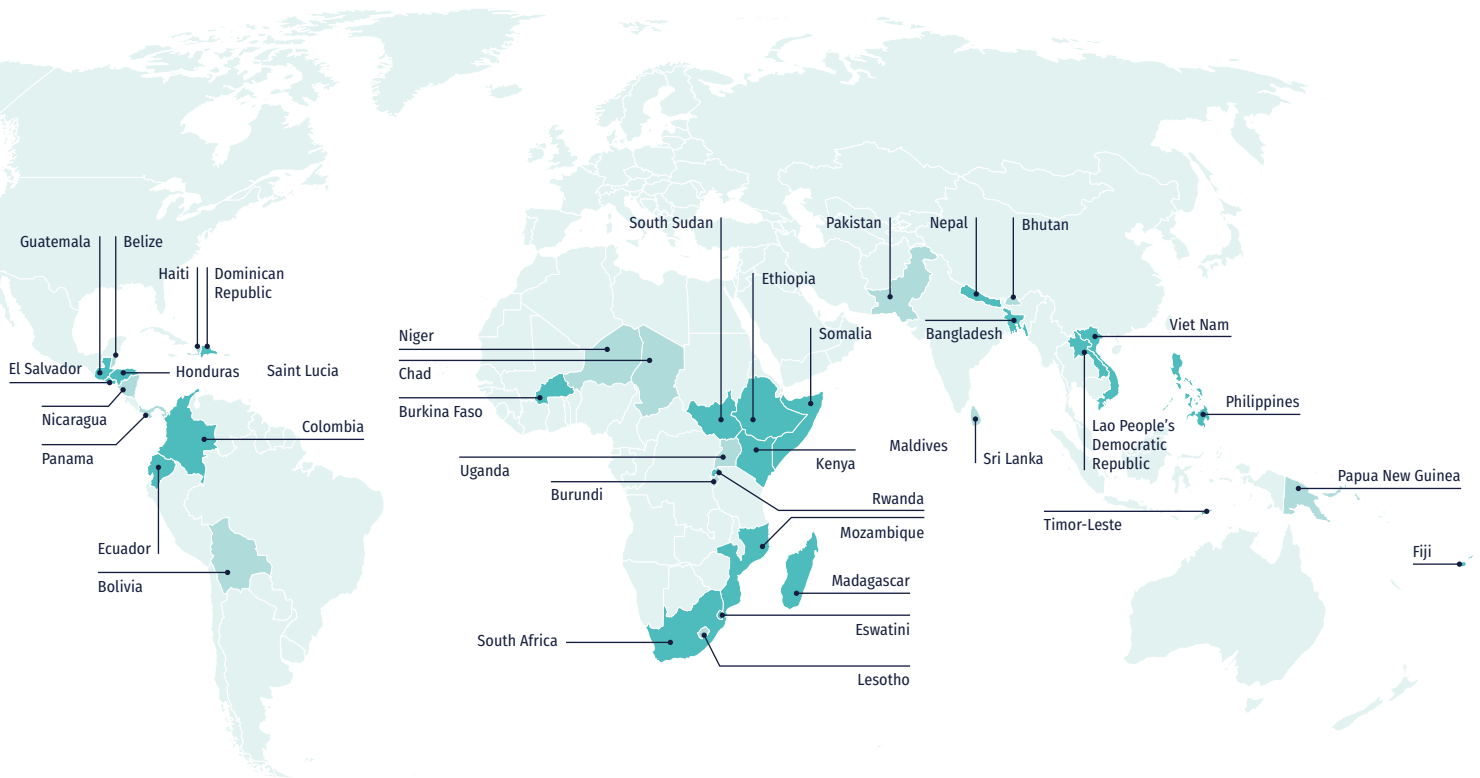 South Sudan
Pakistan
Nepal
Bhutan
Guatemala
Belize
Haiti
Dominican
Republic
Ethiopia
Niger
Somalia
Bangladesh
Viet Nam
El Salvador
Honduras
Saint Lucia
Chad
Burkina Faso
Philippines
Nicaragua
Colombia
Lao People’s
Democratic
Republic
Panama
Uganda
Kenya
Maldives
Sri Lanka
Burundi
Rwanda
Papua New Guinea
Timor-Leste
Mozambique
Ecuador
Fiji
Bolivia
Madagascar
Eswatini
South Africa
Lesotho